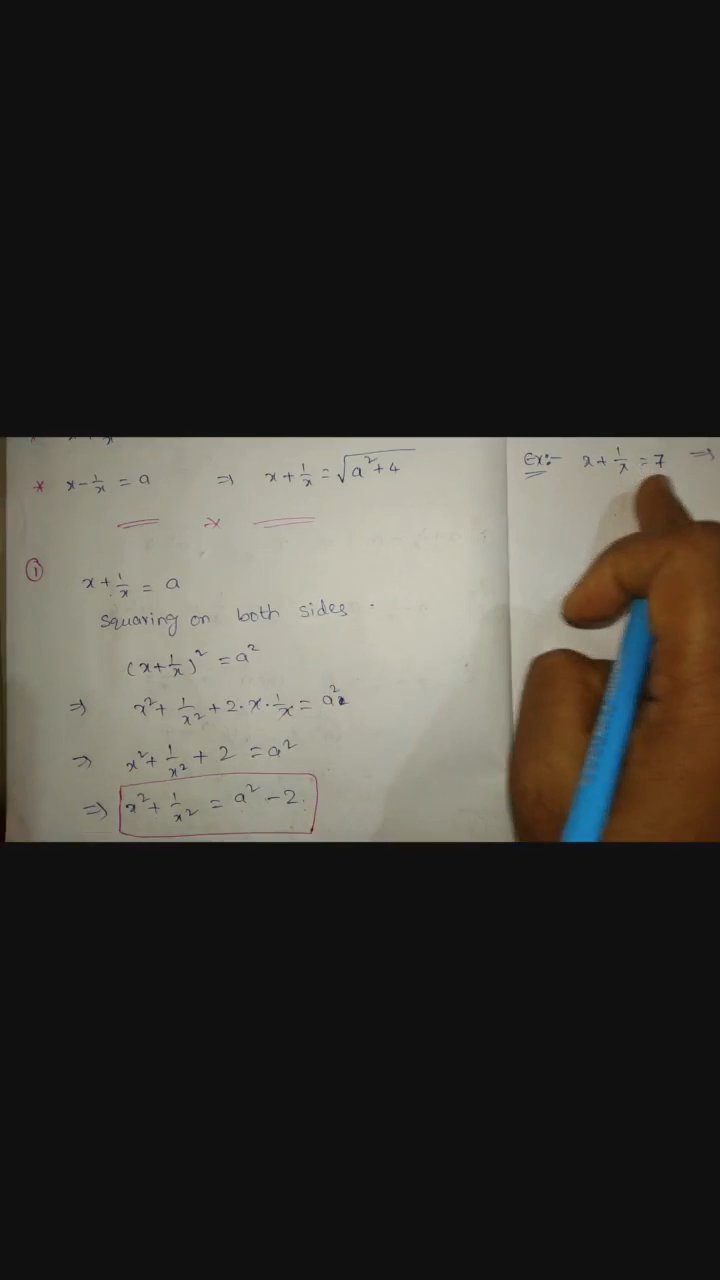 * x - 1/x = a ⇒ x + 1/x = √(a² + 4)
①
x + 1/x = a
Squaring on both sides.
(x + 1/x)² = a²
⇒ x² + 1/x² + 2·x·1/x = a²
⇒ x² + 1/x² + 2 = a²
⇒ x² + 1/x² = a² - 2.
Ex:- x + 1/x = 7 ⇒